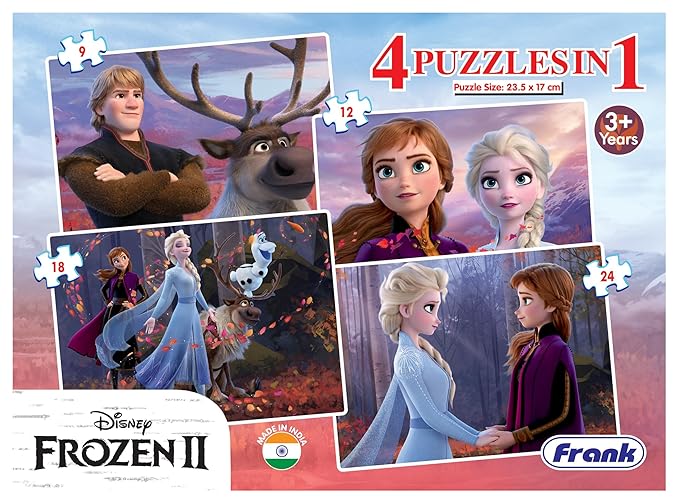 9
4 PUZZLES IN 1
Puzzle Size: 23.5 x 17 cm
12
3+
Years
18
24
Disney
FROZEN II
MADE IN INDIA
Frank